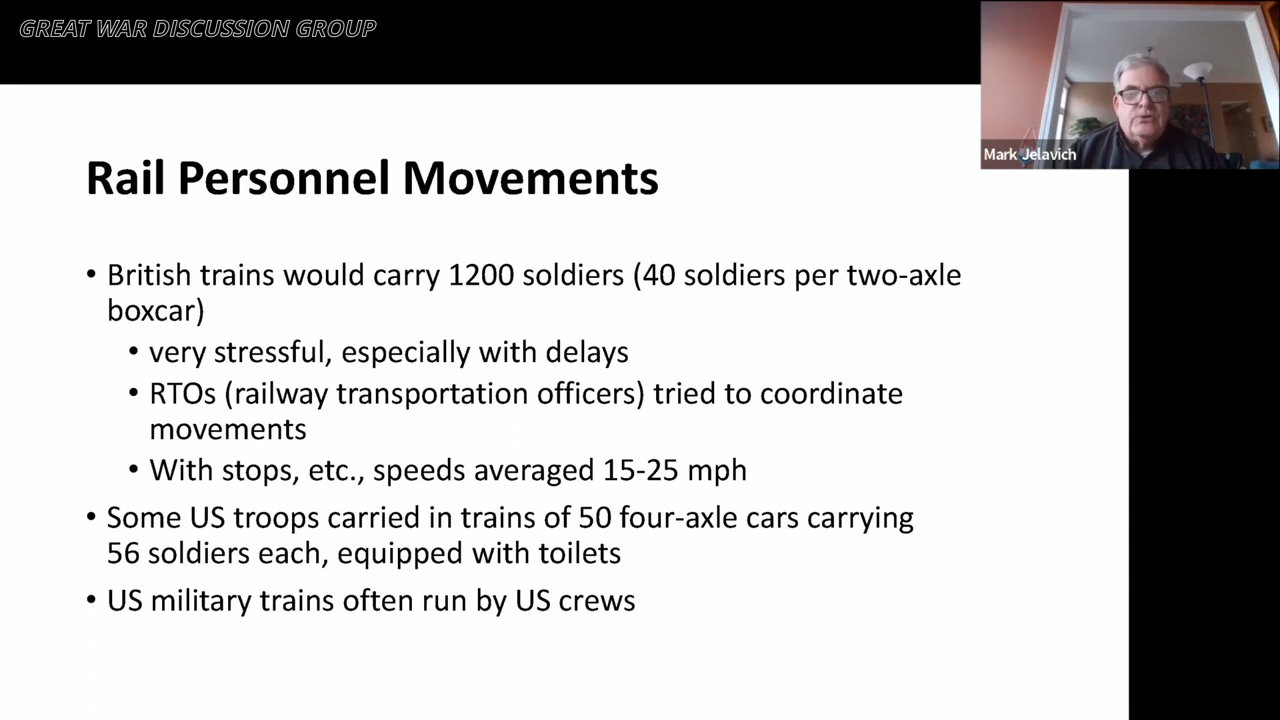 GREAT WAR DISCUSSION GROUP
Mark Jelavich
Rail Personnel Movements
• British trains would carry 1200 soldiers (40 soldiers per two-axle
boxcar)
• very stressful, especially with delays
• RTOs (railway transportation officers) tried to coordinate
movements
• With stops, etc., speeds averaged 15-25 mph
• Some US troops carried in trains of 50 four-axle cars carrying
56 soldiers each, equipped with toilets
• US military trains often run by US crews